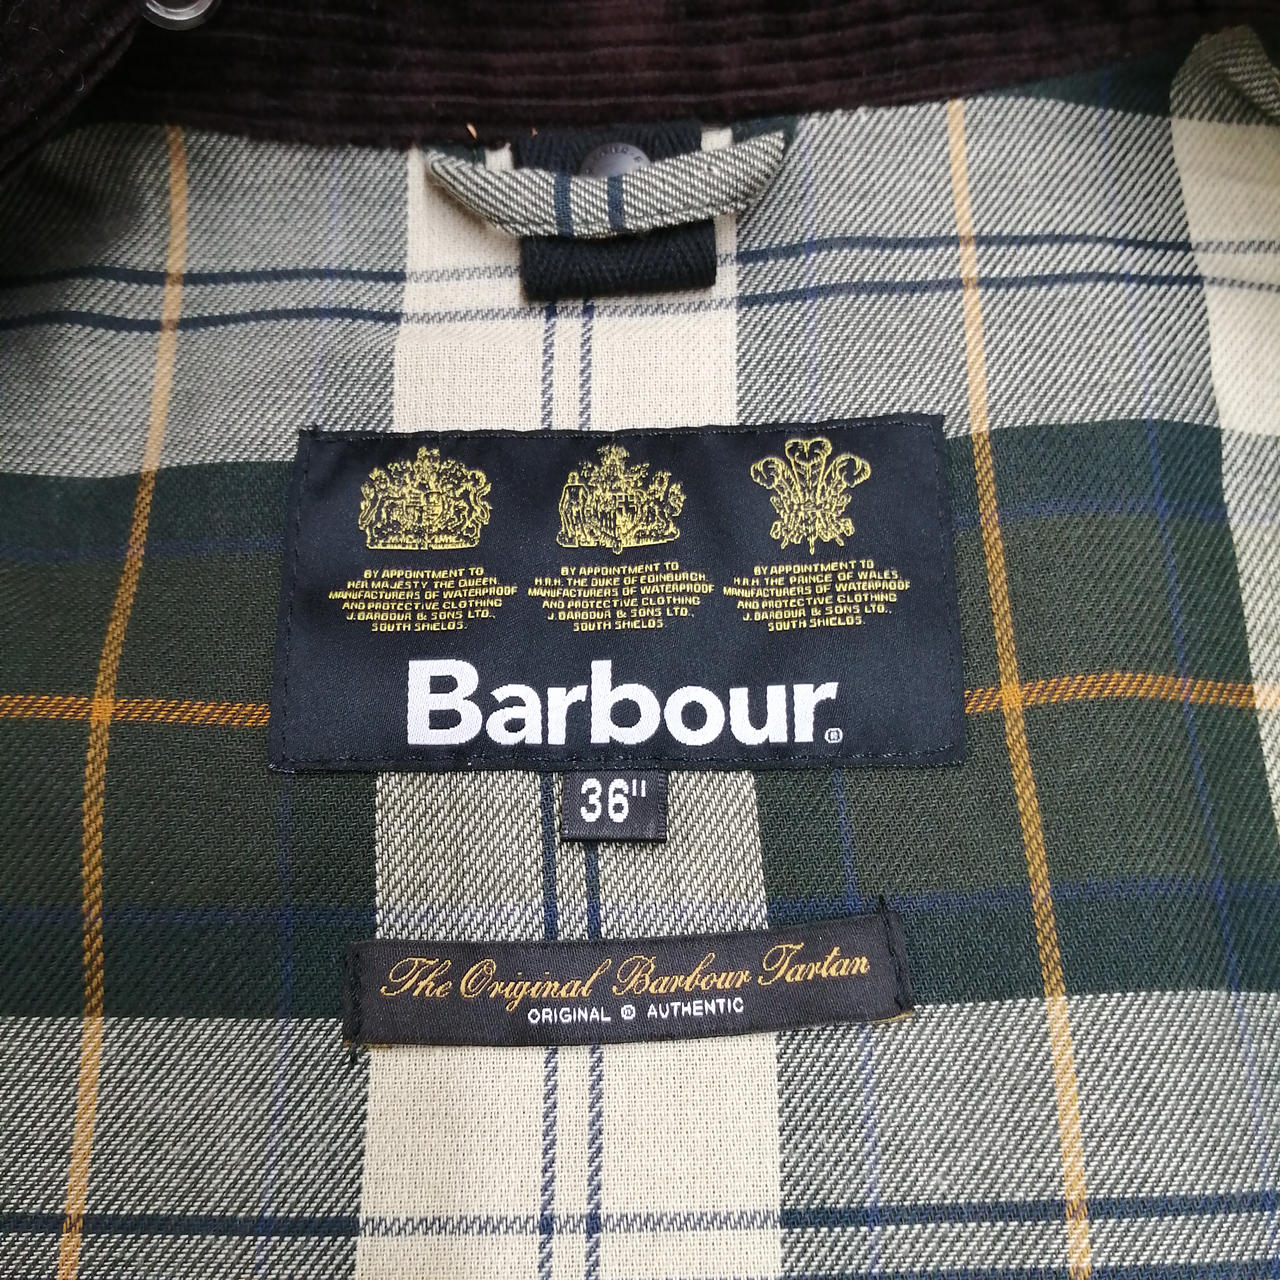 BY APPOINTMENT TO
HER MAJESTY THE QUEEN
MANUFACTURERS OF WATERPROOF
AND PROTECTIVE CLOTHING
J. BARBOUR & SONS LTD.,
SOUTH SHIELDS.
BY APPOINTMENT TO
H.R.H. THE DUKE OF EDINBURGH
MANUFACTURERS OF WATERPROOF
AND PROTECTIVE CLOTHING
J. BARBOUR & SONS LTD.,
SOUTH SHIELDS.
BY APPOINTMENT TO
H.R.H THE PRINCE OF WALES
MANUFACTURERS OF WATERPROOF
AND PROTECTIVE CLOTHING
J. BARBOUR & SONS LTD.,
SOUTH SHIELDS.
Barbour®
36"
The Original Barbour Tartan
ORIGINAL ® AUTHENTIC